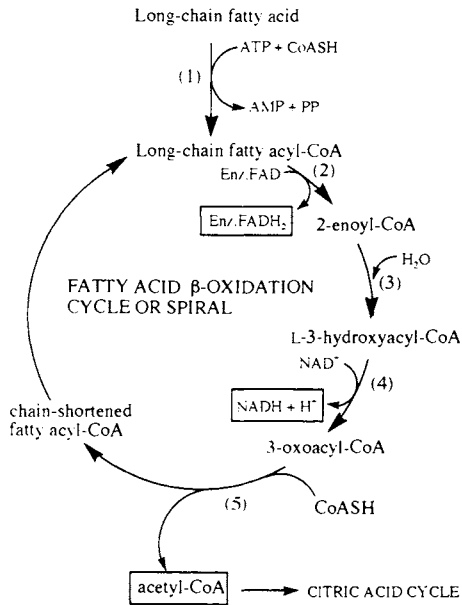 Long-chain fatty acid
ATP + CoASH
(1)
AMP + PP
Long-chain fatty acyl-CoA
Enz.FAD
(2)
Enz.FADH₂
2-enoyl-CoA
H₂O
(3)
FATTY ACID β-OXIDATION
CYCLE OR SPIRAL
L-3-hydroxyacyl-CoA
NAD⁺
(4)
NADH + H⁺
3-oxoacyl-CoA
chain-shortened
fatty acyl-CoA
(5)
CoASH
acetyl-CoA
CITRIC ACID CYCLE